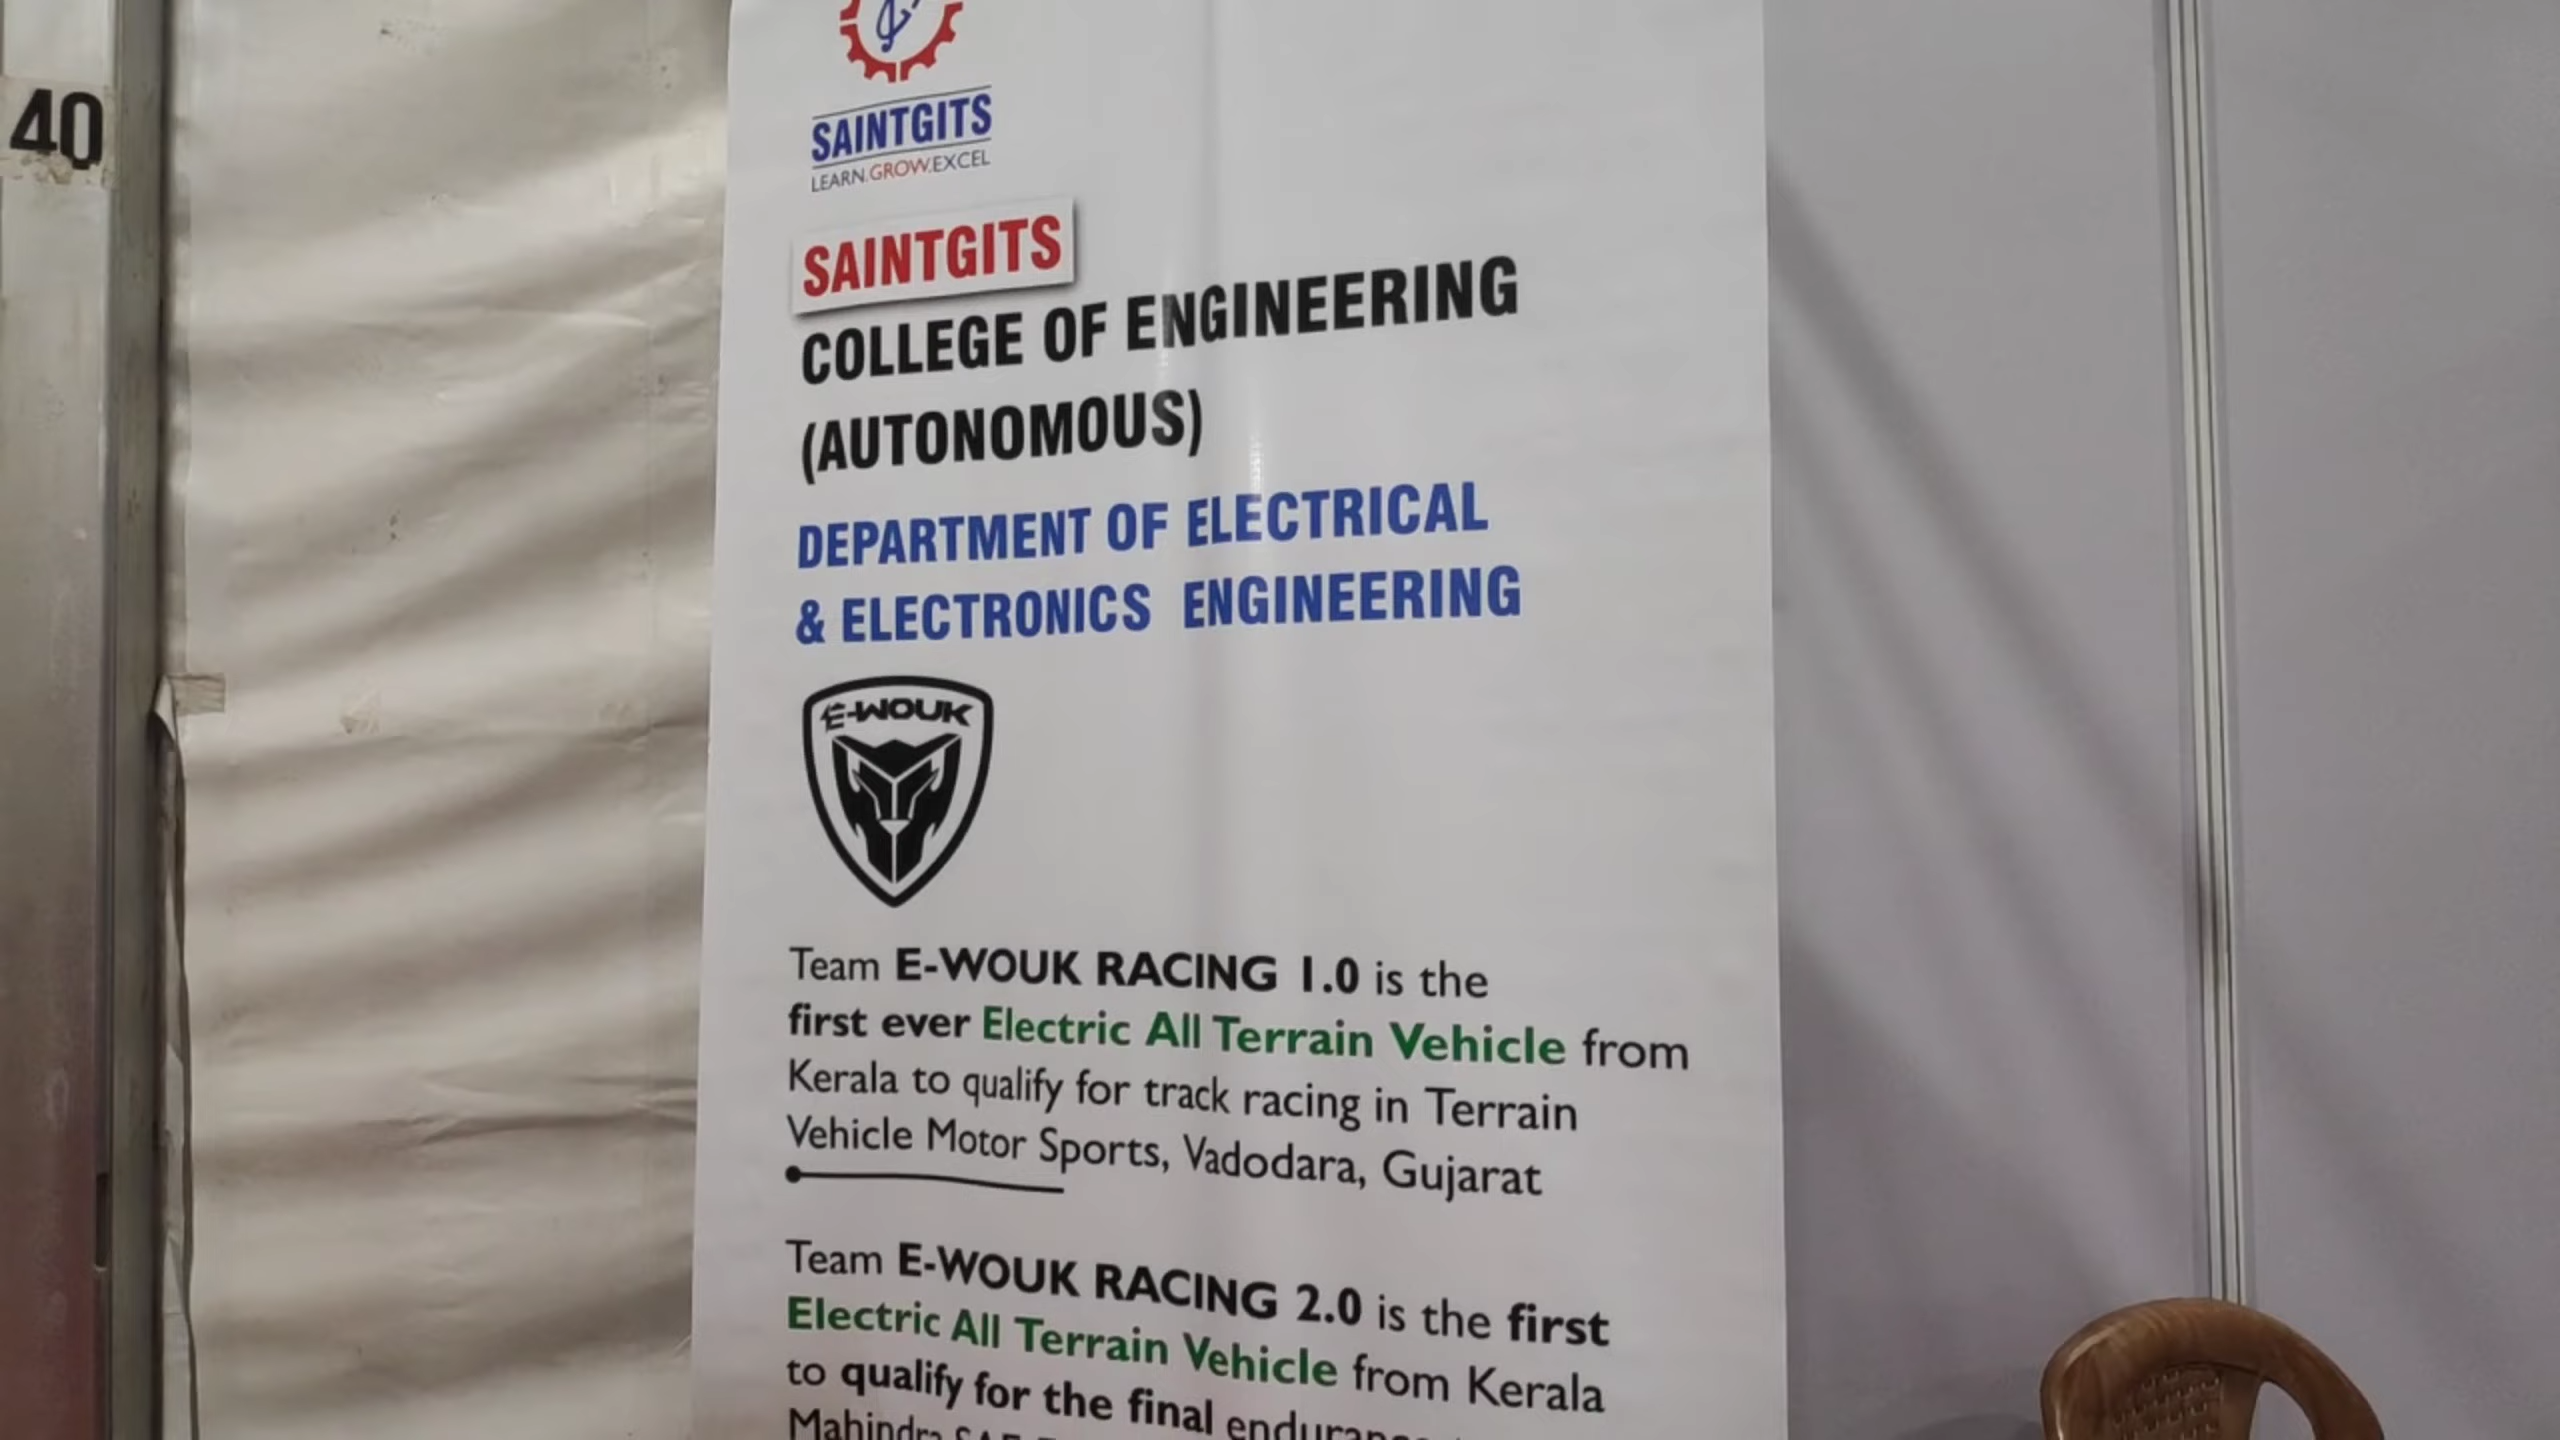 40
SAINTGITS
LEARN.GROW.EXCEL
SAINTGITS
COLLEGE OF ENGINEERING
(AUTONOMOUS)
DEPARTMENT OF ELECTRICAL
& ELECTRONICS ENGINEERING
E-WOUK
Team E-WOUK RACING 1.0 is the
first ever Electric All Terrain Vehicle from
Kerala to qualify for track racing in Terrain
Vehicle Motor Sports, Vadodara, Gujarat
Team E-WOUK RACING 2.0 is the first
Electric All Terrain Vehicle from Kerala
to qualify for the final
Mahindra